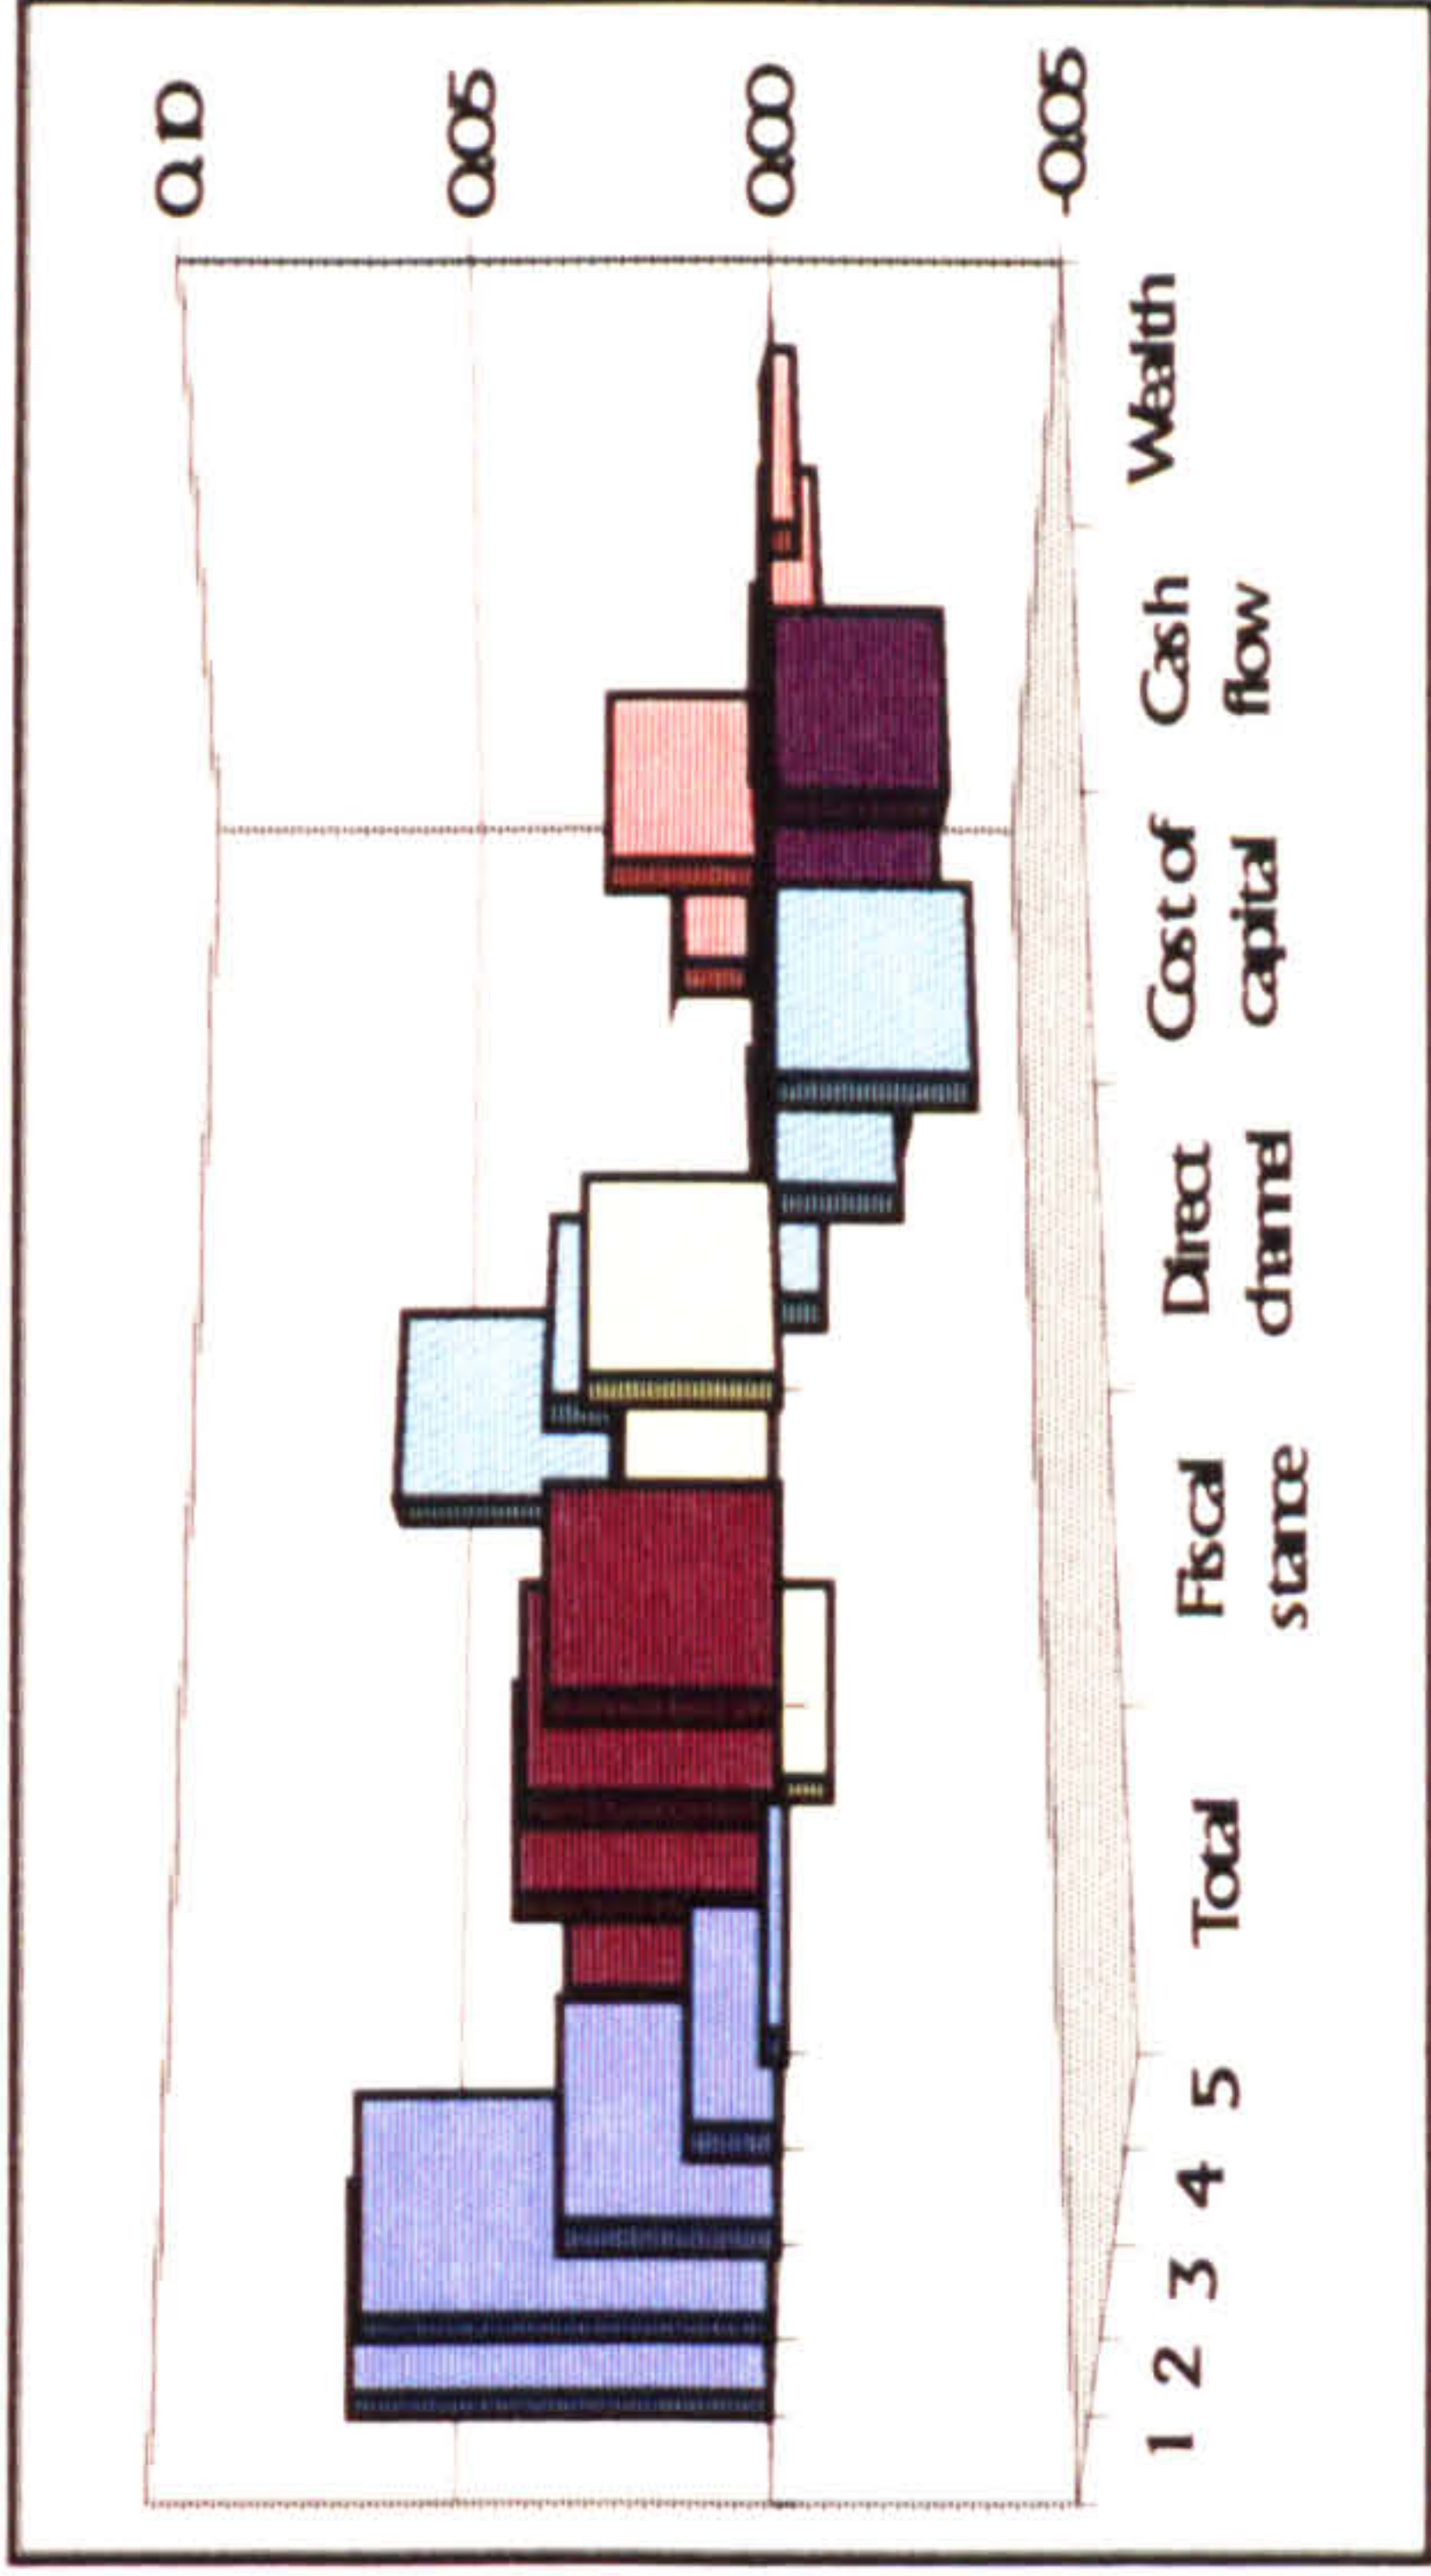 0.10
0.05
0.00
-0.05
1 2 3 4 5
Total
Fiscal
stance
Direct
channel
Cost of
capital
Cash
flow
Wealth